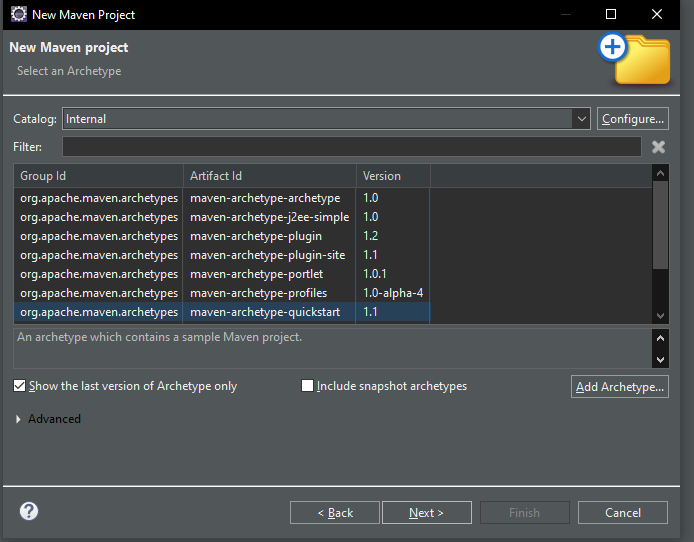 New Maven Project
New Maven project
Select an Archetype
Catalog: Internal Configure...
Filter:
Group Id Artifact Id Version
org.apache.maven.archetypes maven-archetype-archetype 1.0
org.apache.maven.archetypes maven-archetype-j2ee-simple 1.0
org.apache.maven.archetypes maven-archetype-plugin 1.2
org.apache.maven.archetypes maven-archetype-plugin-site 1.1
org.apache.maven.archetypes maven-archetype-portlet 1.0.1
org.apache.maven.archetypes maven-archetype-profiles 1.0-alpha-4
org.apache.maven.archetypes maven-archetype-quickstart 1.1
An archetype which contains a sample Maven project.
Show the last version of Archetype only Include snapshot archetypes Add Archetype...
Advanced
? < Back Next > Finish Cancel